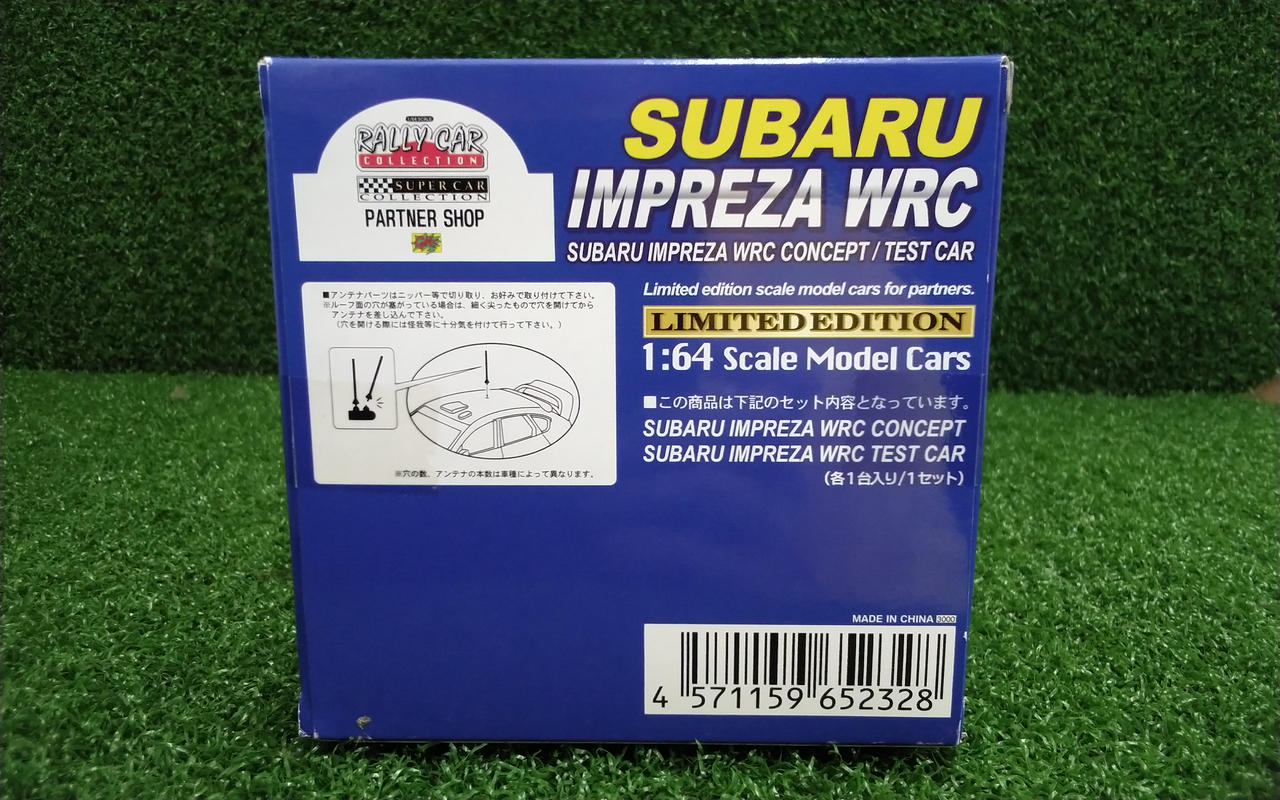 1/64 SCALE
RALLY CAR
COLLECTION
SUPER CAR
COLLECTION
PARTNER SHOP
SUBARU
IMPREZA WRC
SUBARU IMPREZA WRC CONCEPT / TEST CAR
■アンテナパーツはニッパー等で切り取り、お好みで取り付けて下さい。
※ルーフ面の穴が塞がっている場合は、細く尖ったもので穴を開けてから
アンテナを差し込んで下さい。
（穴を開ける際には怪我等に十分気を付けて行って下さい。）
※穴の数、アンテナの本数は車種によって異なります。
Limited edition scale model cars for partners.
LIMITED EDITION
1:64 Scale Model Cars
■この商品は下記のセット内容となっています。
SUBARU IMPREZA WRC CONCEPT
SUBARU IMPREZA WRC TEST CAR
（各1台入り/1セット）
MADE IN CHINA 3000
4 571159 652328